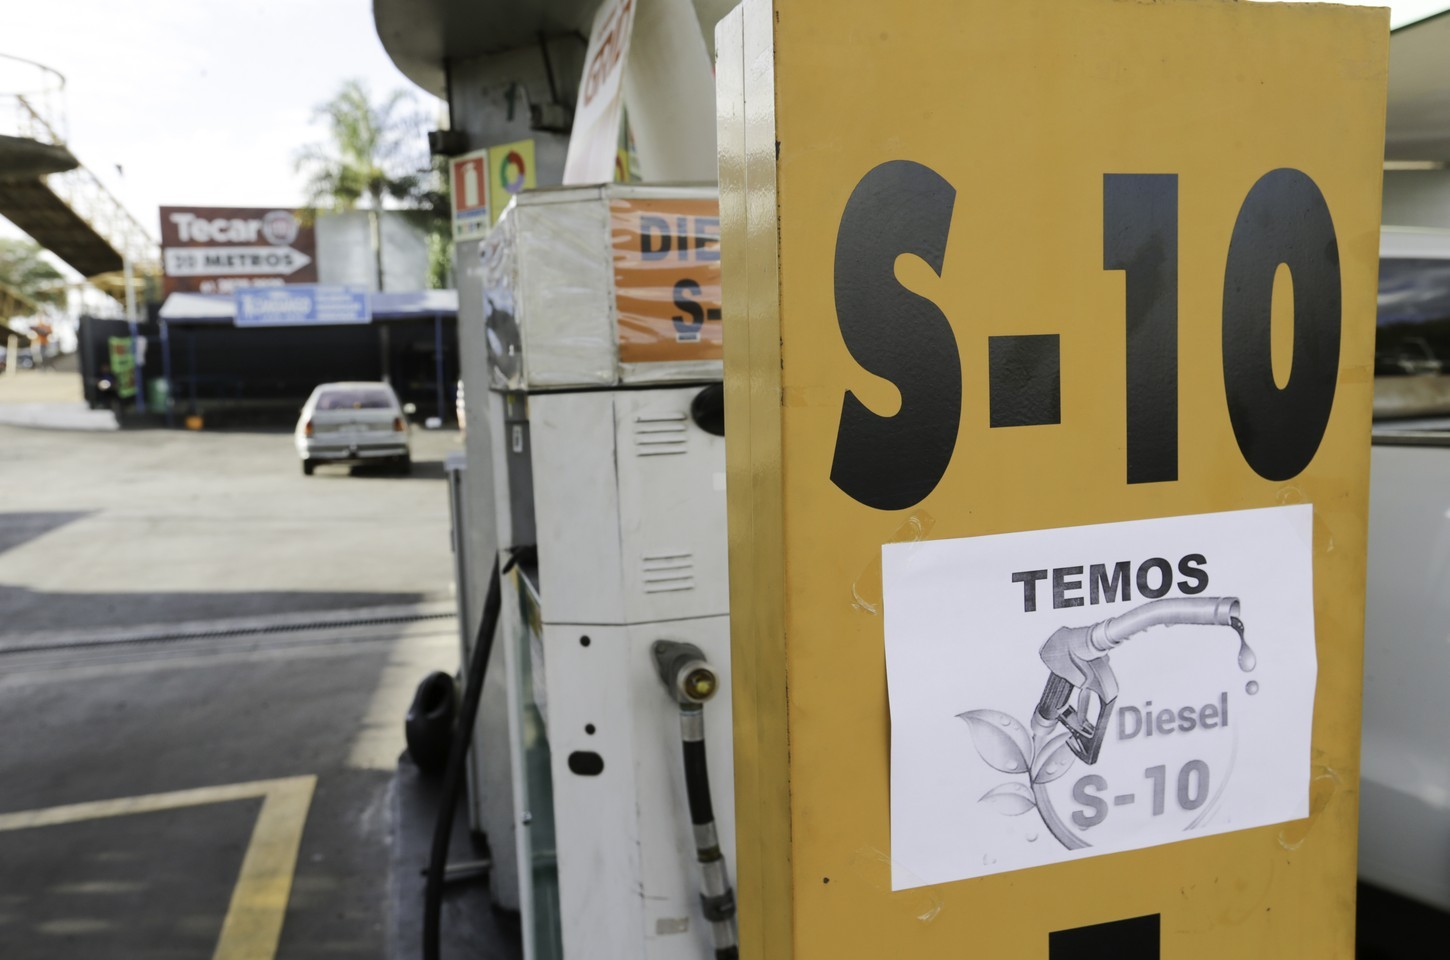 S-10
TEMOS
Diesel
S-10
DIE
S-
Tecar
20 METROS